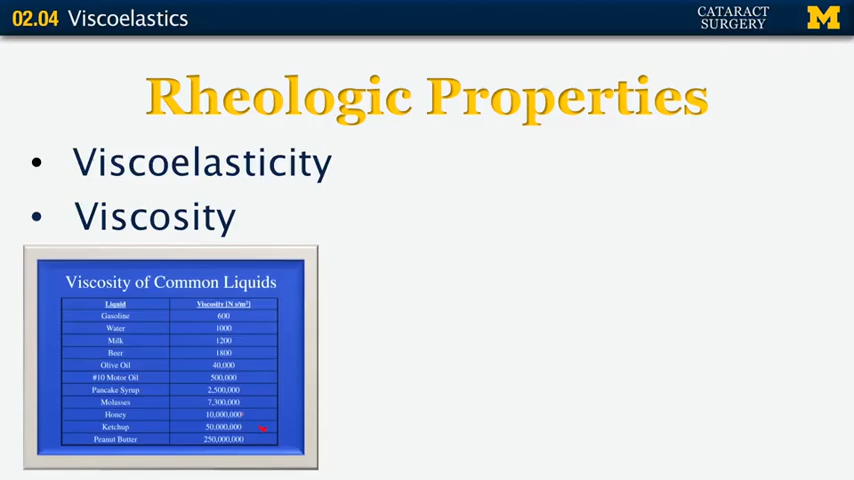 02.04 Viscoelastics
CATARACT
SURGERY
M
Rheologic Properties
• Viscoelasticity
• Viscosity
Viscosity of Common Liquids
Liquid Viscosity [N s/m²]
Gasoline 600
Water 1000
Milk 1200
Beer 1800
Olive Oil 40,000
#10 Motor Oil 500,000
Pancake Syrup 2,500,000
Molasses 7,300,000
Honey 10,000,000
Ketchup 50,000,000
Peanut Butter 250,000,000